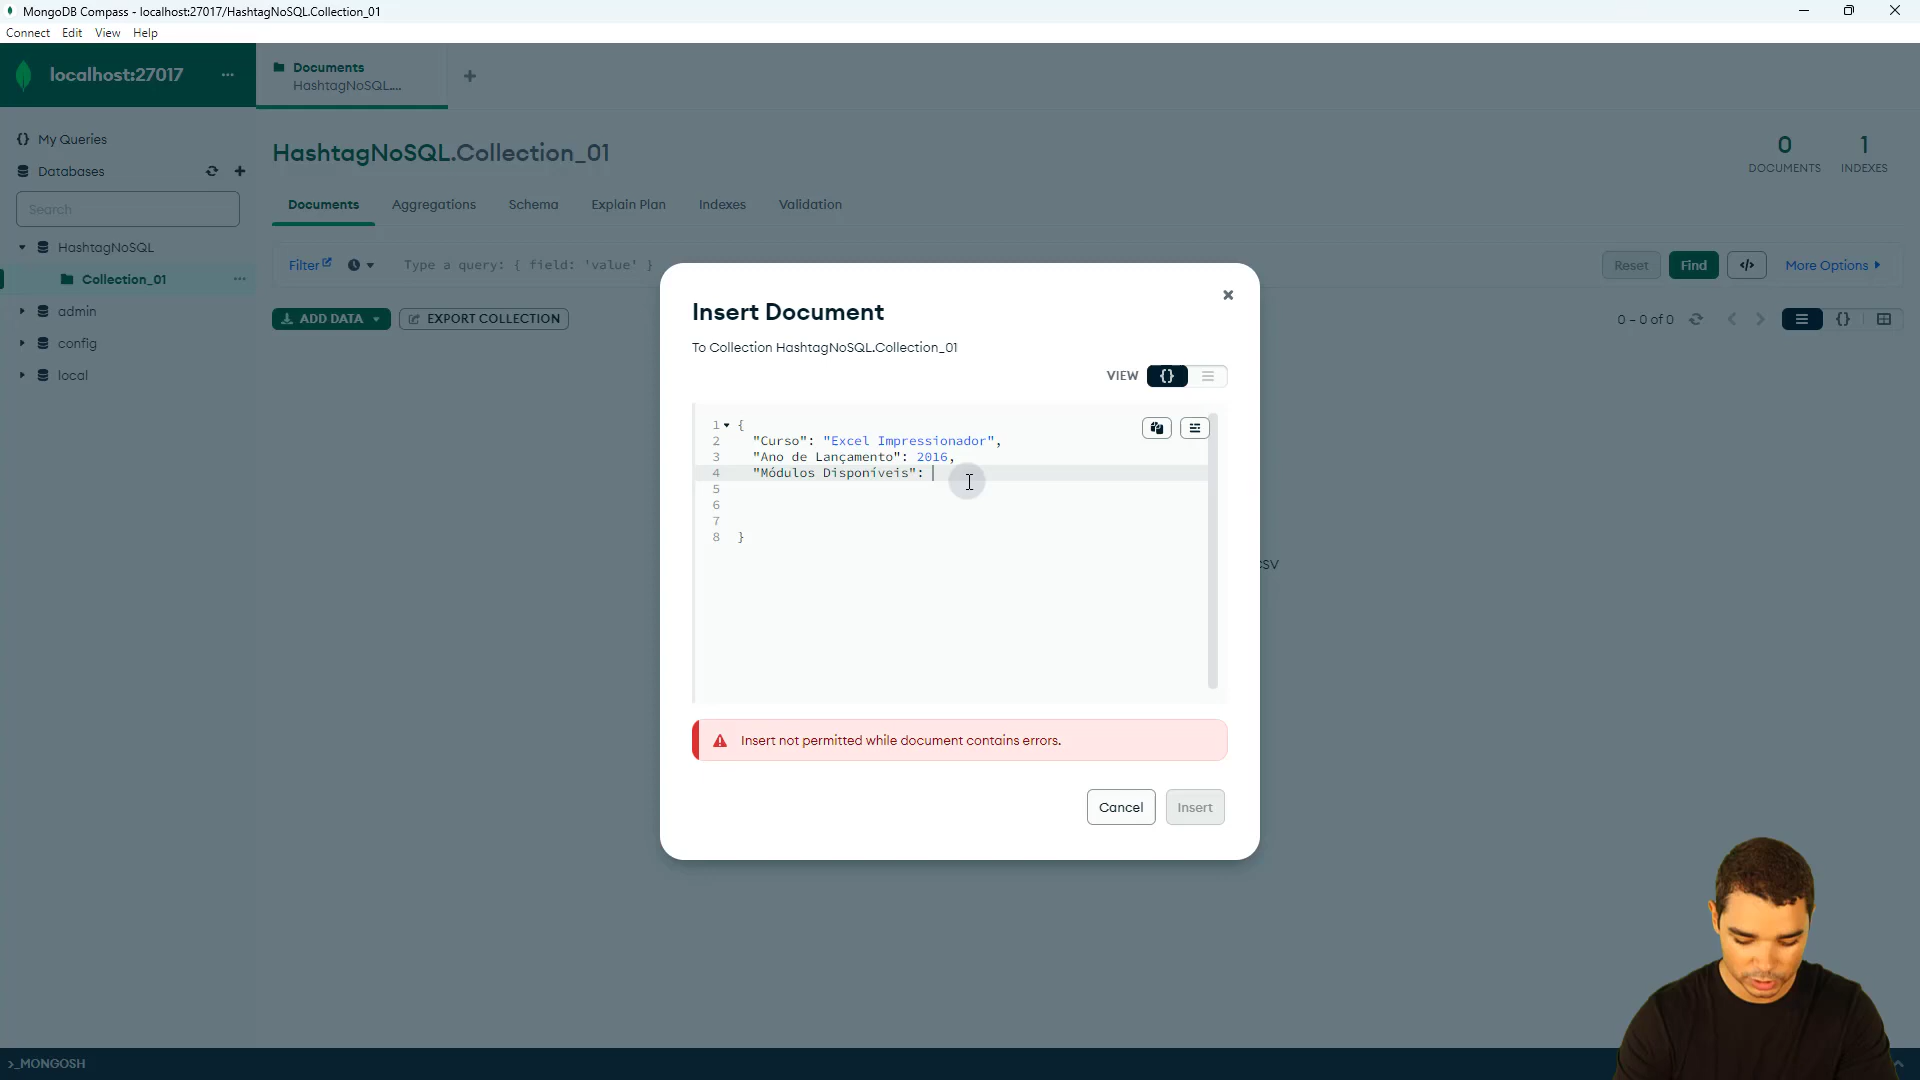 MongoDB Compass - localhost:27017/HashtagNoSQL.Collection_01
Connect Edit View Help
localhost:27017
Documents
HashtagNoSQL....
My Queries
Databases
Search
HashtagNoSQL
Collection_01
admin
config
local
HashtagNoSQL.Collection_01
0
DOCUMENTS
1
INDEXES
Documents Aggregations Schema Explain Plan Indexes Validation
Filter
Type a query: { field: 'value' }
Reset Find </> More Options
ADD DATA EXPORT COLLECTION
0 – 0 of 0
{}
Insert Document
To Collection HashtagNoSQL.Collection_01
VIEW {}
1 {
2 "Curso": "Excel Impressionador",
3 "Ano de Lançamento": 2016,
4 "Módulos Disponíveis":
5
6
7
8 }
CSV
Insert not permitted while document contains errors.
Cancel Insert
>_MONGOSH